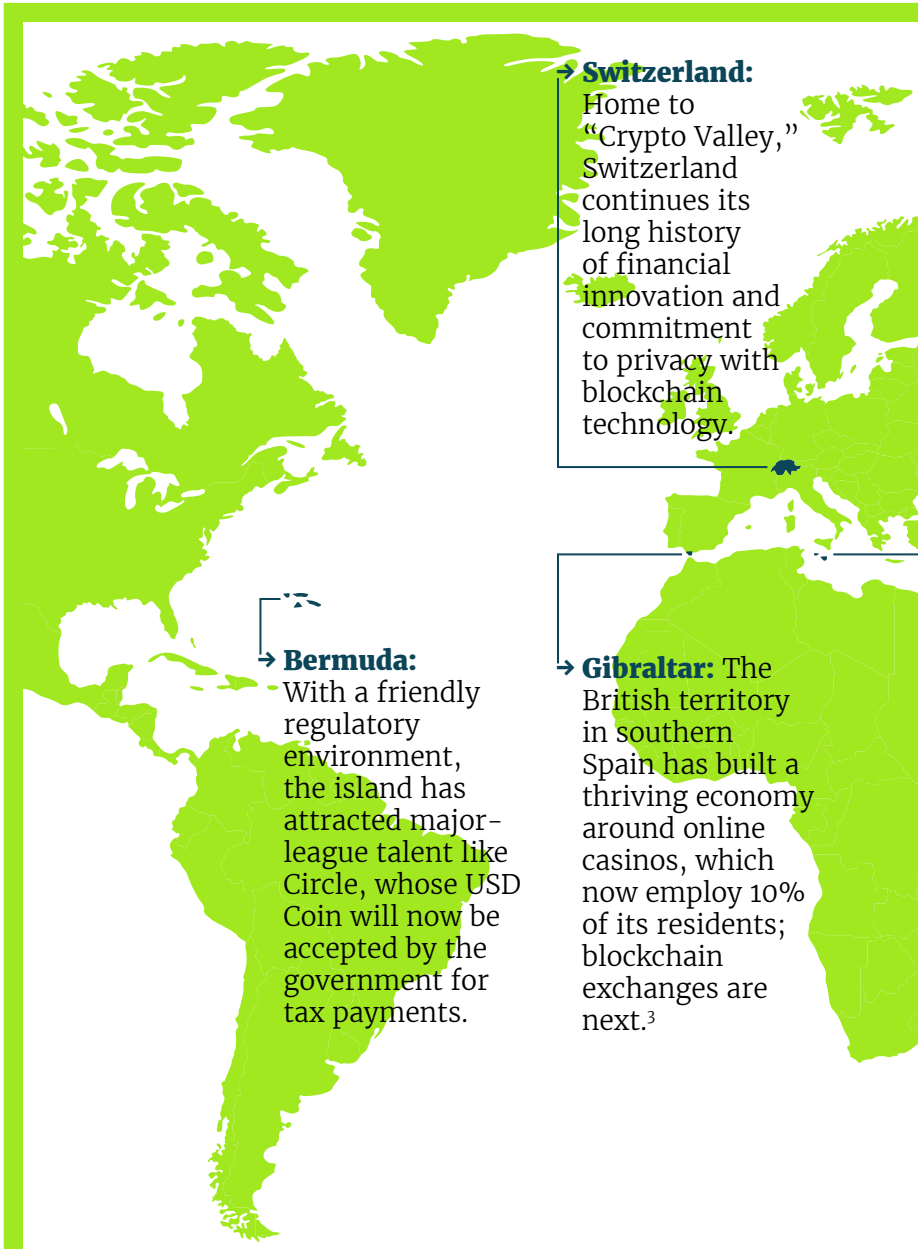 Switzerland:
Home to
“Crypto Valley,”
Switzerland
continues its
long history
of financial
innovation and
commitment
to privacy with
blockchain
technology.
Bermuda:
With a friendly
regulatory
environment,
the island has
attracted major-
league talent like
Circle, whose USD
Coin will now be
accepted by the
government for
tax payments.
Gibraltar: The
British territory
in southern
Spain has built a
thriving economy
around online
casinos, which
now employ 10%
of its residents;
blockchain
exchanges are
next.³